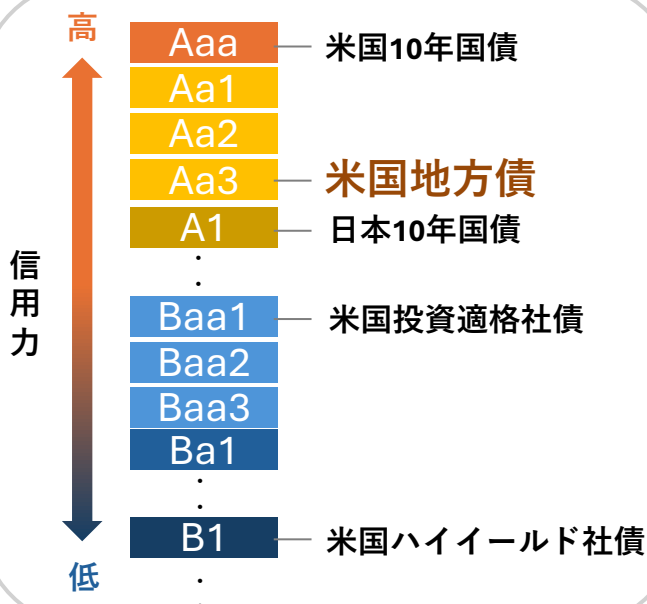 高
Aaa 米国10年国債
Aa1
Aa2
Aa3 米国地方債
A1 日本10年国債
・
・
信用力
Baa1 米国投資適格社債
Baa2
Baa3
Ba1
・
・
B1 米国ハイイールド社債
低
・
・